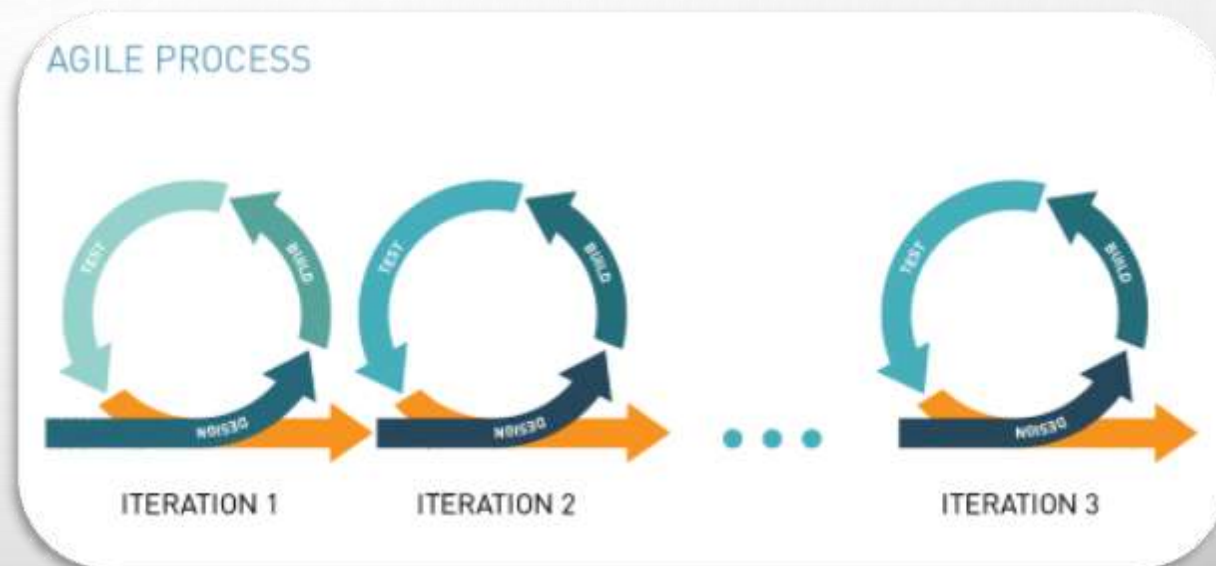 AGILE PROCESS
TEST
BUILD
DESIGN
ITERATION 1
TEST
BUILD
DESIGN
ITERATION 2
TEST
BUILD
DESIGN
ITERATION 3